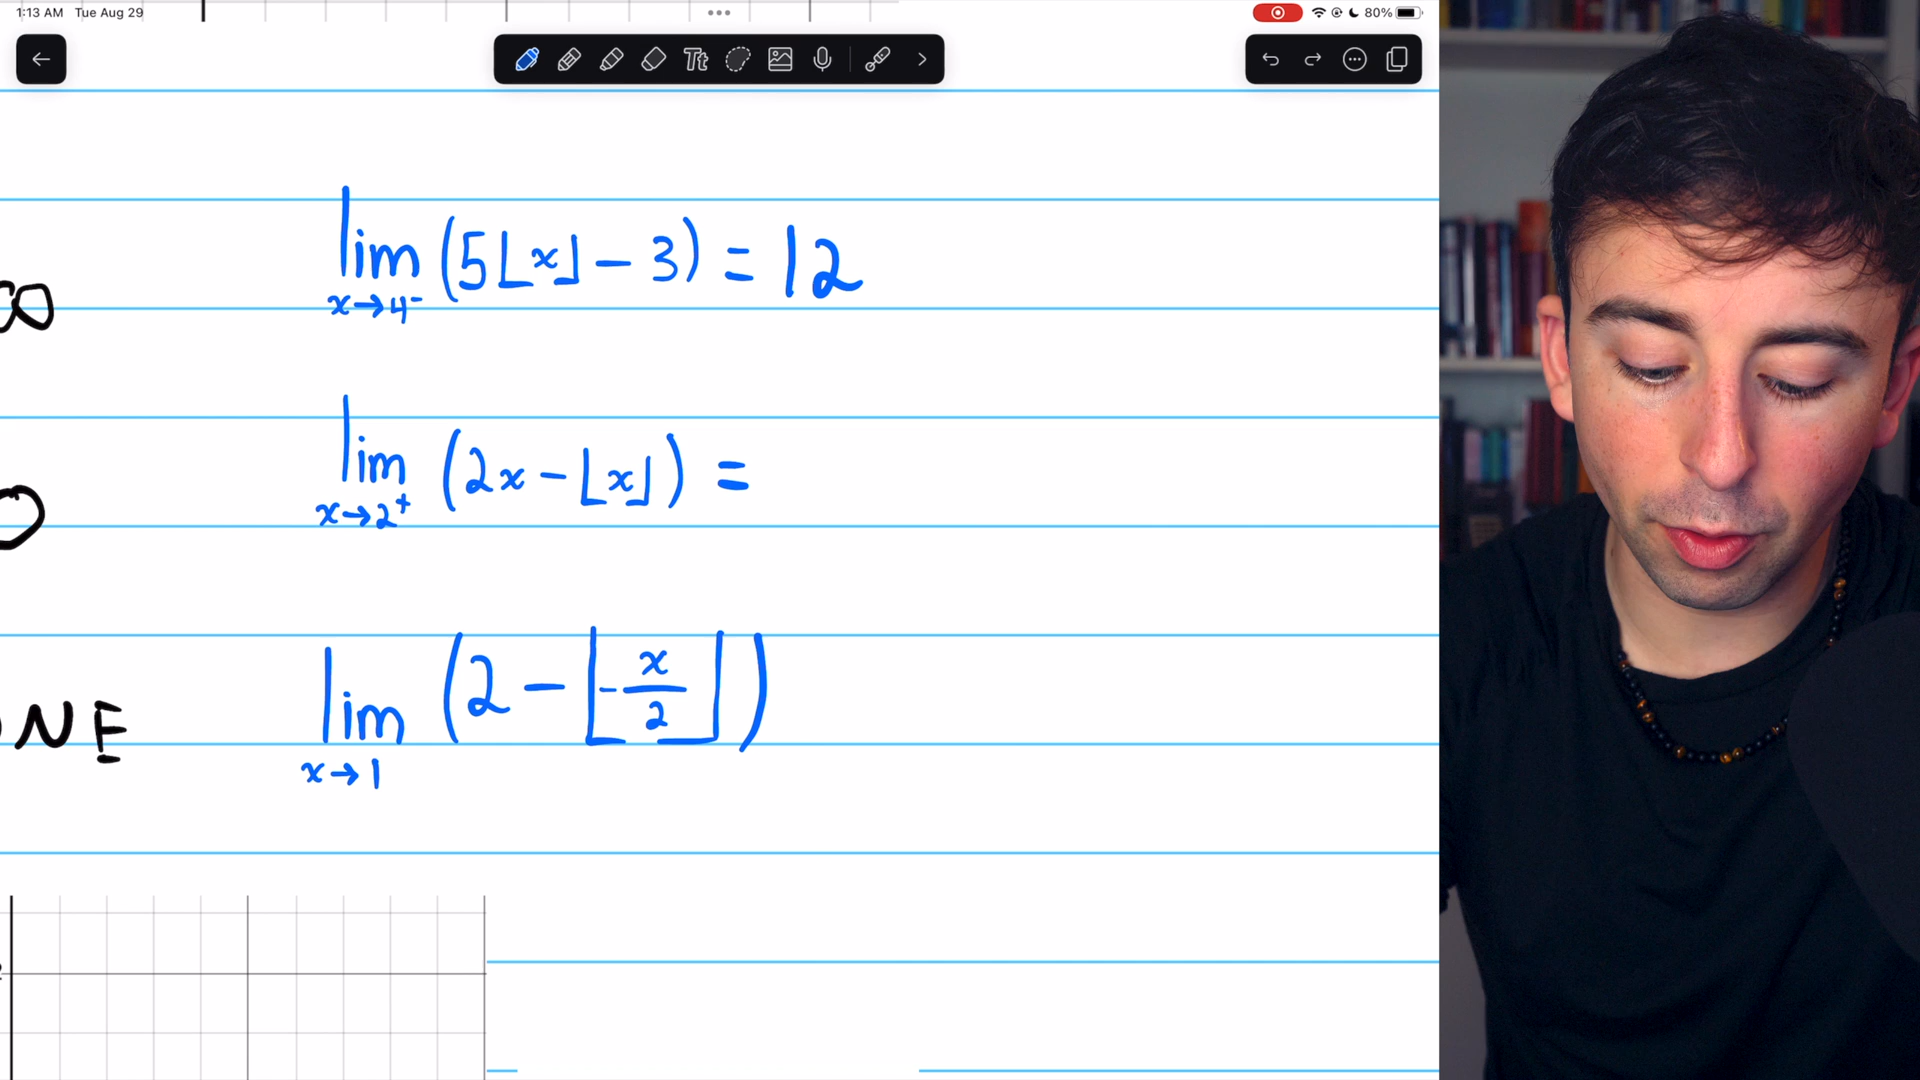 1:13 AM Tue Aug 29
80%
Tt
∞
lim (5⌊x⌋ − 3) = 12
x→4⁻
lim (2x − ⌊x⌋) =
x→2⁺
NE
lim (2 − ⌊-x/2⌋)
x→1